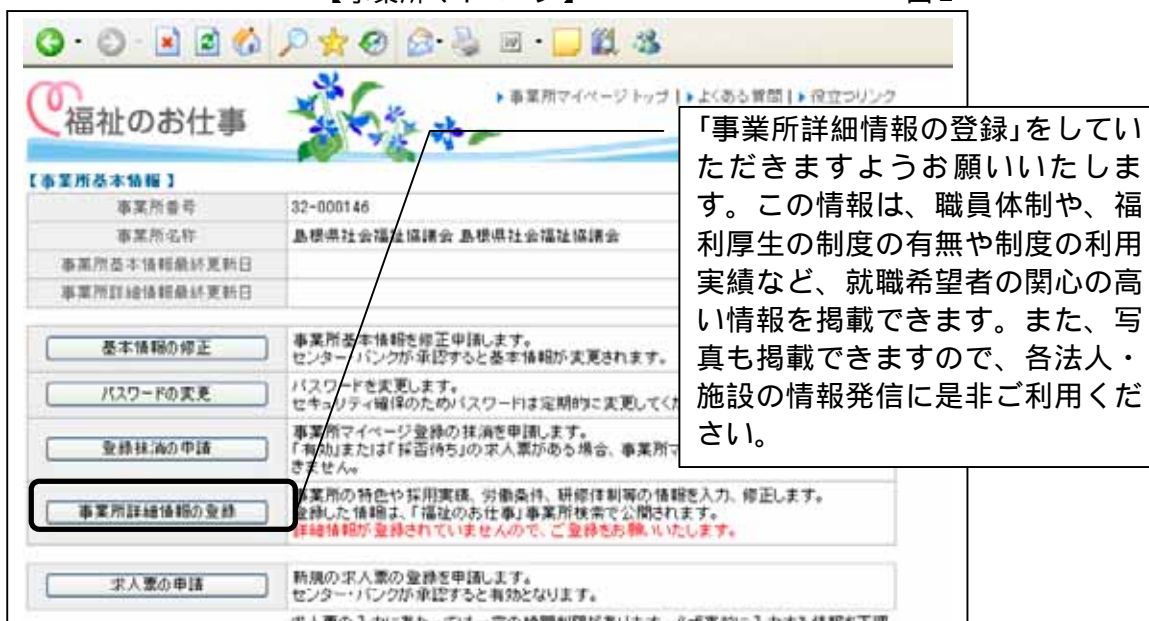 福祉のお仕事
事業所マイページトップ | よくある質問 | 役立つリンク
「事業所詳細情報の登録」をしてい
ただきますようお願いいたしま
す。この情報は、職員体制や、福
利厚生の制度の有無や制度の利用
実績など、就職希望者の関心の高
い情報を掲載できます。また、写
真も掲載できますので、各法人・
施設の情報発信に是非ご利用くだ
さい。
【事業所基本情報】
事業所番号 32-000146
事業所名称 島根県社会福祉協議会 島根県社会福祉協議会
事業所基本情報最終更新日
事業所詳細情報最終更新日
基本情報の修正 事業所基本情報を修正申請します。
センター・バンクが承認すると基本情報が変更されます。
パスワードの変更 パスワードを変更します。
セキュリティ確保のためパスワードは定期的に変更してくだ
登録抹消の申請 事業所マイページ登録の抹消を申請します。
「有効」または「採否待ち」の求人票がある場合、事業所マ
きません。
事業所詳細情報の登録 事業所の特色や採用実績、労働条件、研修体制等の情報を入力、修正します。
登録した情報は、「福祉のお仕事」事業所検索で公開されます。
詳細情報が登録されていませんので、ご登録をお願いいたします。
求人票の申請 新規の求人票の登録を申請します。
センター・バンクが承認すると有効となります。